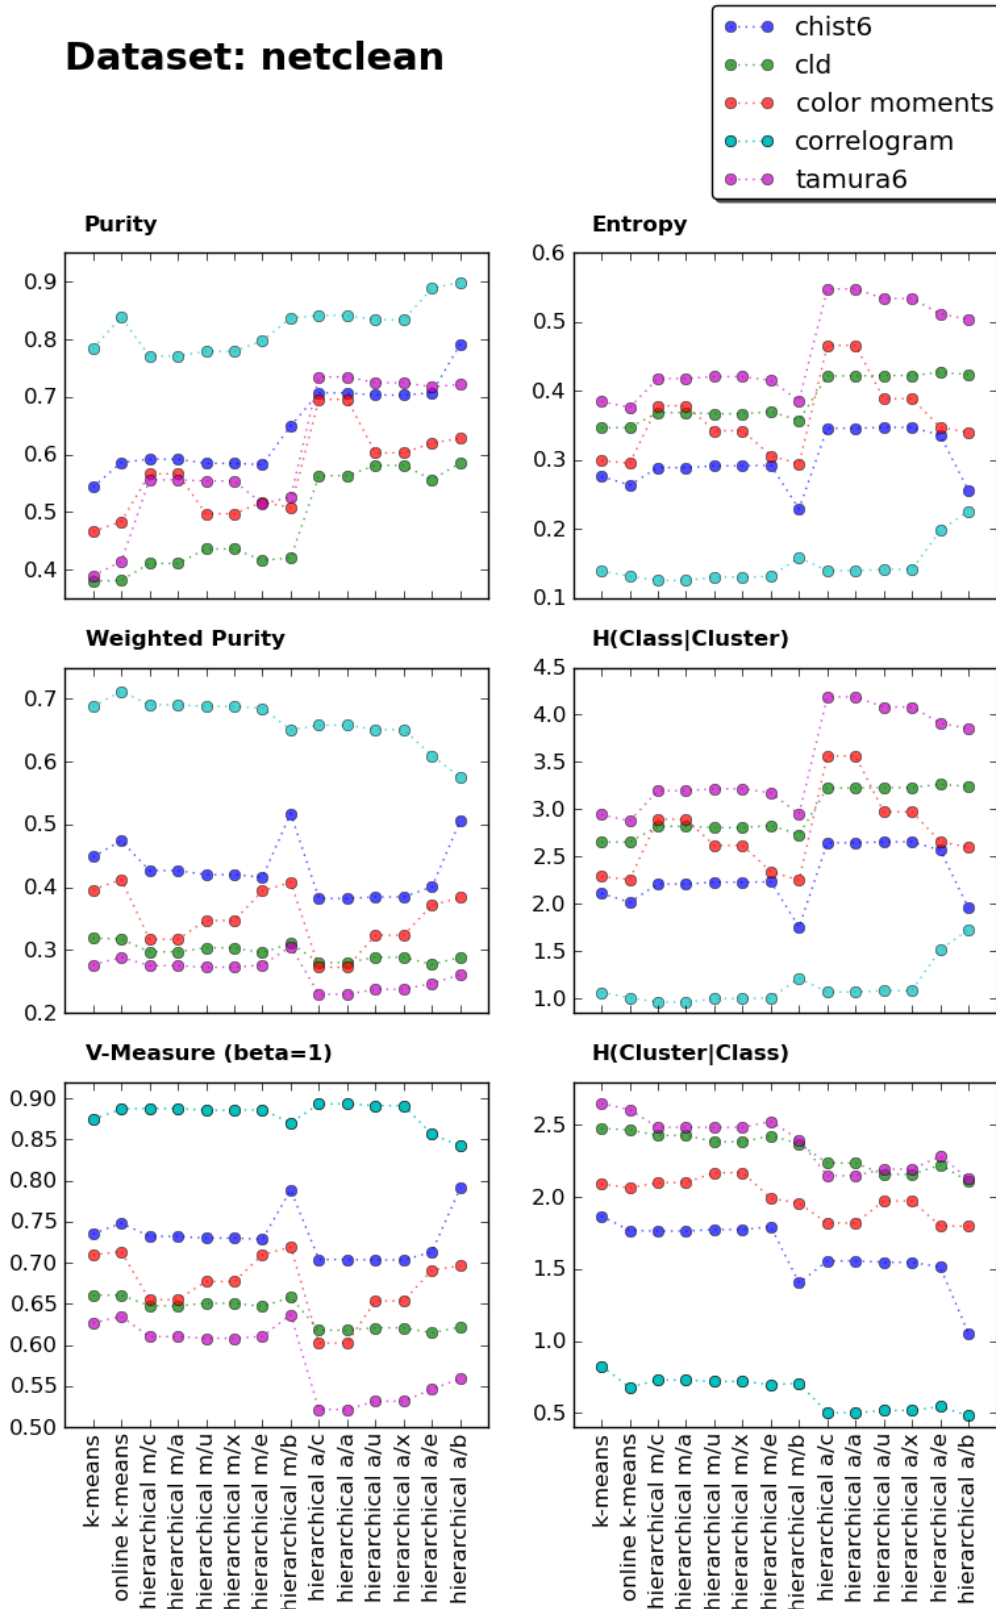 Dataset: netclean
chist6
cld
color moments
correlogram
tamura6
Purity
0.9
0.8
0.7
0.6
0.5
0.4
Entropy
0.6
0.5
0.4
0.3
0.2
0.1
Weighted Purity
0.7
0.6
0.5
0.4
0.3
0.2
H(Class|Cluster)
4.5
4.0
3.5
3.0
2.5
2.0
1.5
1.0
V-Measure (beta=1)
0.90
0.85
0.80
0.75
0.70
0.65
0.60
0.55
0.50
k-means
online k-means
hierarchical m/c
hierarchical m/a
hierarchical m/u
hierarchical m/x
hierarchical m/e
hierarchical m/b
hierarchical a/c
hierarchical a/a
hierarchical a/u
hierarchical a/x
hierarchical a/e
hierarchical a/b
H(Cluster|Class)
2.5
2.0
1.5
1.0
0.5
k-means
online k-means
hierarchical m/c
hierarchical m/a
hierarchical m/u
hierarchical m/x
hierarchical m/e
hierarchical m/b
hierarchical a/c
hierarchical a/a
hierarchical a/u
hierarchical a/x
hierarchical a/e
hierarchical a/b